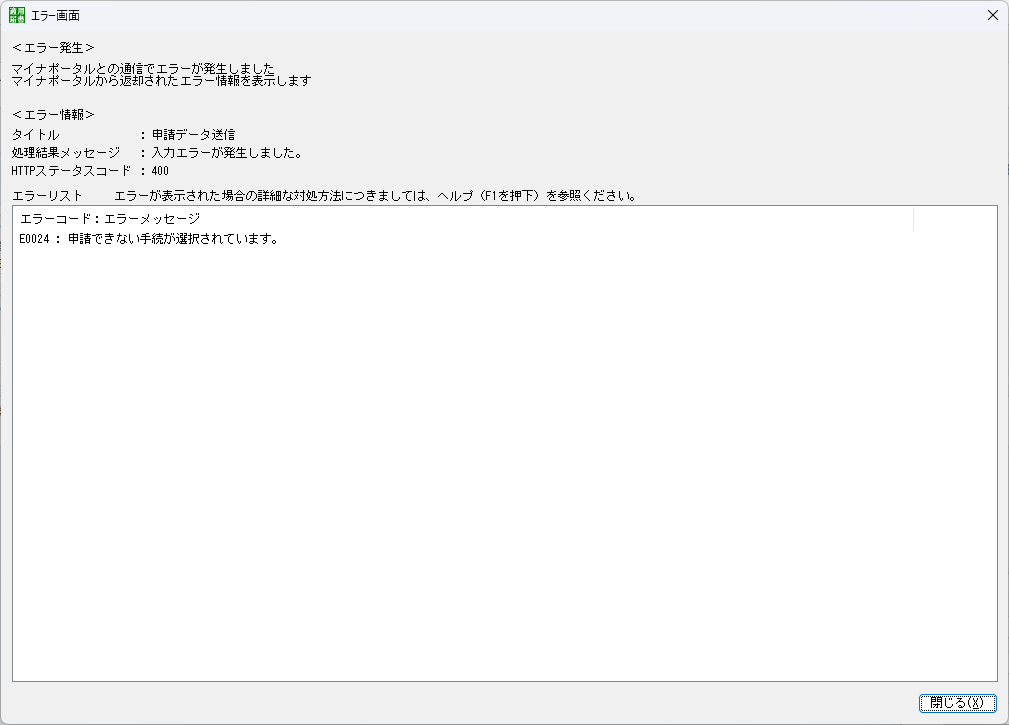 適用
届書
エラー画面
＜エラー発生＞
マイナポータルとの通信でエラーが発生しました
マイナポータルから返却されたエラー情報を表示します
＜エラー情報＞
タイトル : 申請データ送信
処理結果メッセージ : 入力エラーが発生しました。
HTTPステータスコード : 400
エラーリスト エラーが表示された場合の詳細な対処方法につきましては、ヘルプ（F1を押下）を参照ください。
エラーコード：エラーメッセージ
E0024 : 申請できない手続が選択されています。
閉じる(X)